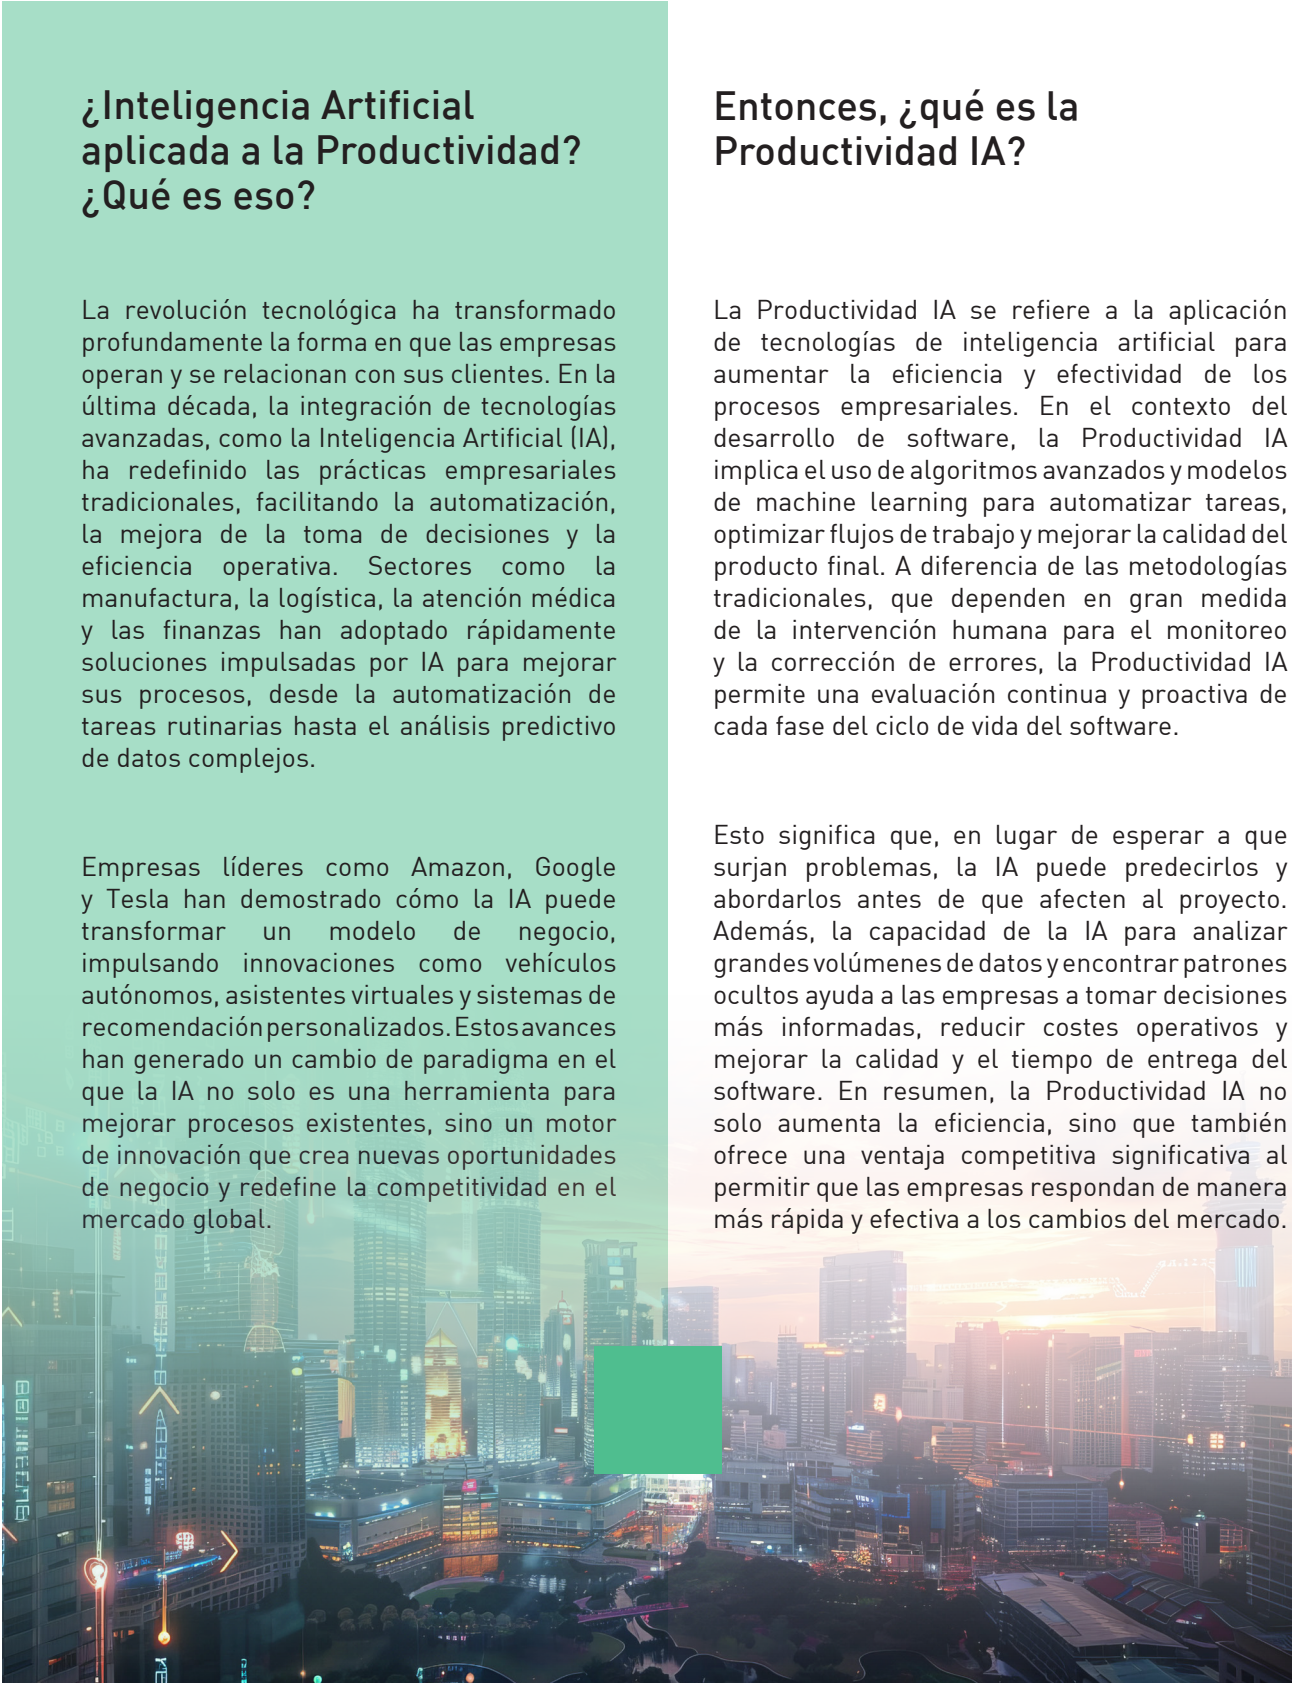 ¿Inteligencia Artificial
aplicada a la Productividad?
¿Qué es eso?
La revolución tecnológica ha transformado
profundamente la forma en que las empresas
operan y se relacionan con sus clientes. En la
última década, la integración de tecnologías
avanzadas, como la Inteligencia Artificial (IA),
ha redefinido las prácticas empresariales
tradicionales, facilitando la automatización,
la mejora de la toma de decisiones y la
eficiencia operativa. Sectores como la
manufactura, la logística, la atención médica
y las finanzas han adoptado rápidamente
soluciones impulsadas por IA para mejorar
sus procesos, desde la automatización de
tareas rutinarias hasta el análisis predictivo
de datos complejos.
Empresas líderes como Amazon, Google
y Tesla han demostrado cómo la IA puede
transformar un modelo de negocio,
impulsando innovaciones como vehículos
autónomos, asistentes virtuales y sistemas de
recomendación personalizados. Estos avances
han generado un cambio de paradigma en el
que la IA no solo es una herramienta para
mejorar procesos existentes, sino un motor
de innovación que crea nuevas oportunidades
de negocio y redefine la competitividad en el
mercado global.
Entonces, ¿qué es la
Productividad IA?
La Productividad IA se refiere a la aplicación
de tecnologías de inteligencia artificial para
aumentar la eficiencia y efectividad de los
procesos empresariales. En el contexto del
desarrollo de software, la Productividad IA
implica el uso de algoritmos avanzados y modelos
de machine learning para automatizar tareas,
optimizar flujos de trabajo y mejorar la calidad del
producto final. A diferencia de las metodologías
tradicionales, que dependen en gran medida
de la intervención humana para el monitoreo
y la corrección de errores, la Productividad IA
permite una evaluación continua y proactiva de
cada fase del ciclo de vida del software.
Esto significa que, en lugar de esperar a que
surjan problemas, la IA puede predecirlos y
abordarlos antes de que afecten al proyecto.
Además, la capacidad de la IA para analizar
grandes volúmenes de datos y encontrar patrones
ocultos ayuda a las empresas a tomar decisiones
más informadas, reducir costes operativos y
mejorar la calidad y el tiempo de entrega del
software. En resumen, la Productividad IA no
solo aumenta la eficiencia, sino que también
ofrece una ventaja competitiva significativa al
permitir que las empresas respondan de manera
más rápida y efectiva a los cambios del mercado.